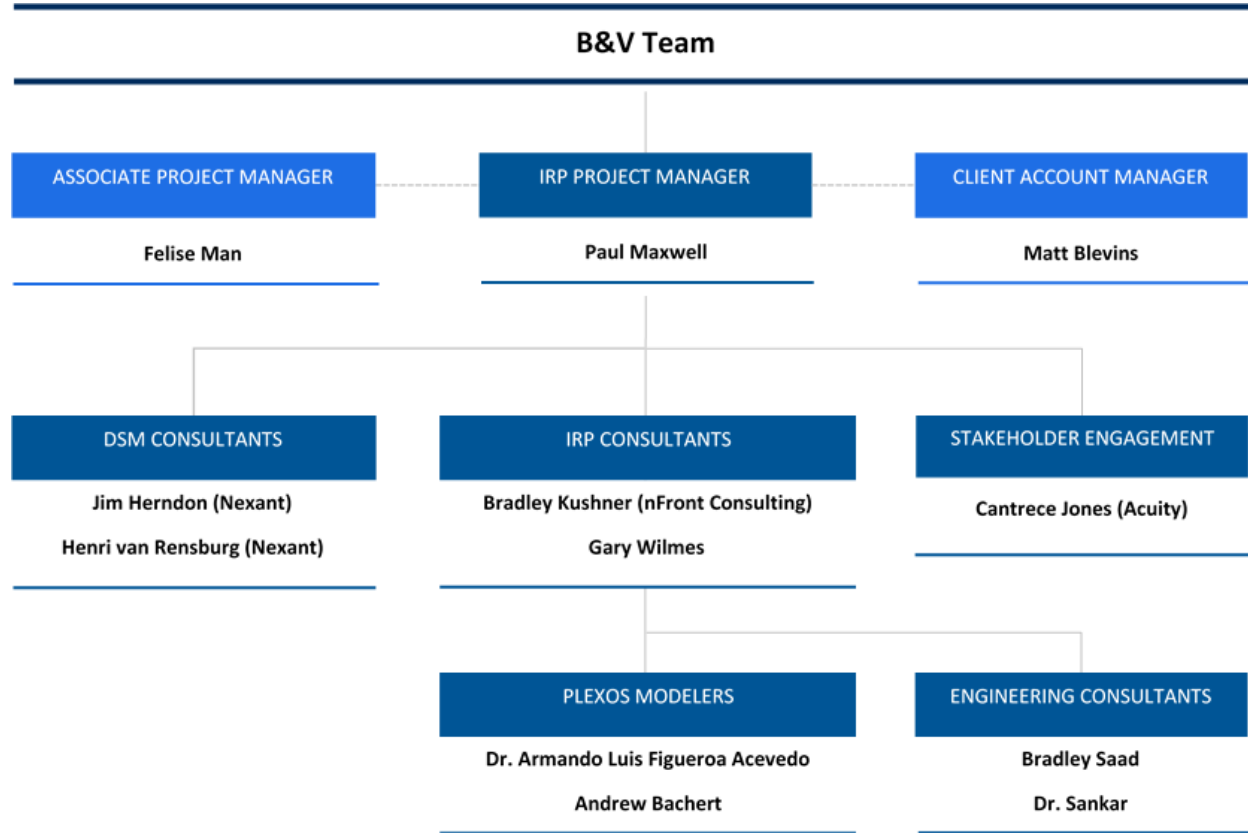 B&V Team
ASSOCIATE PROJECT MANAGER
IRP PROJECT MANAGER
CLIENT ACCOUNT MANAGER
Felise Man
Paul Maxwell
Matt Blevins
DSM CONSULTANTS
IRP CONSULTANTS
STAKEHOLDER ENGAGEMENT
Jim Herndon (Nexant)
Henri van Rensburg (Nexant)
Bradley Kushner (nFront Consulting)
Gary Wilmes
Cantrece Jones (Acuity)
PLEXOS MODELERS
ENGINEERING CONSULTANTS
Dr. Armando Luis Figueroa Acevedo
Andrew Bachert
Bradley Saad
Dr. Sankar